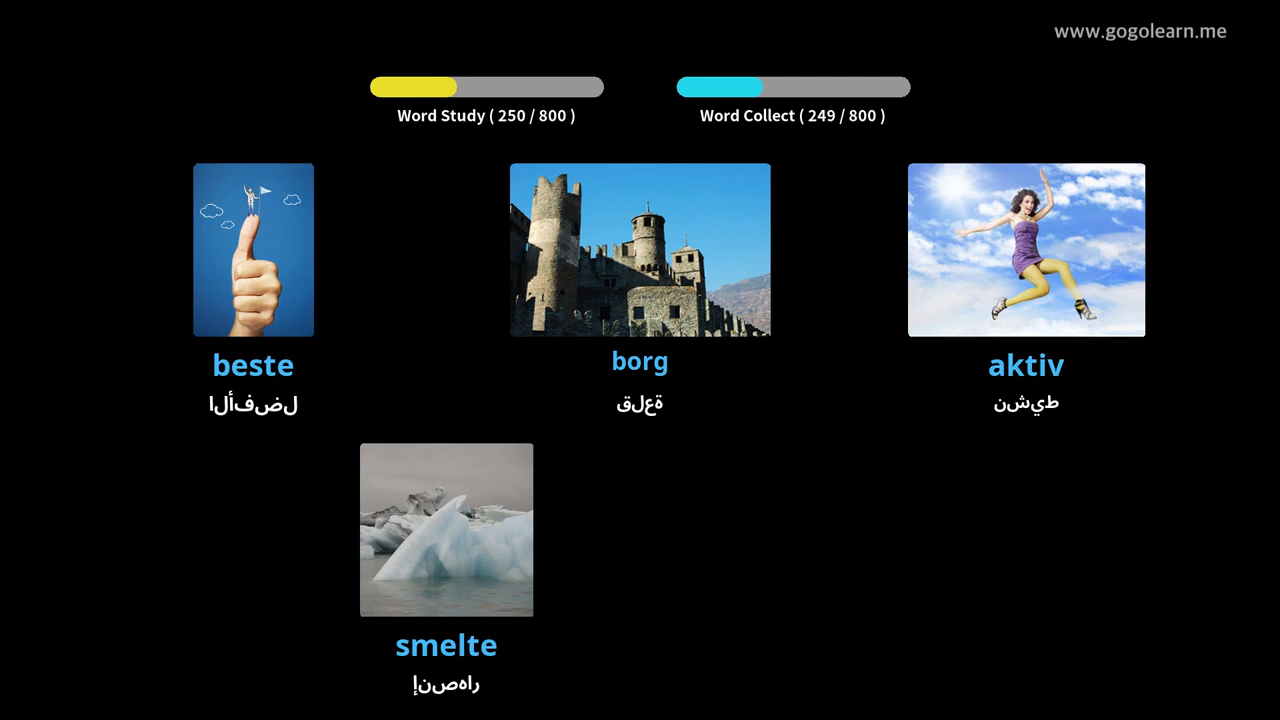 www.gogolearn.me
Word Study ( 250 / 800 )
Word Collect ( 249 / 800 )
beste
الأفضل
borg
قلعة
aktiv
نشيط
smelte
إنصهار